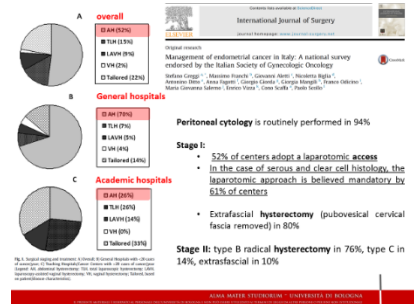 A
overall
AH (52%)
TLH (15%)
LAVH (9%)
VH (2%)
Tailored (22%)
B
General hospitals
AH (70%)
TLH (7%)
LAVH (5%)
VH (4%)
Tailored (14%)
C
Academic hospitals
AH (26%)
TLH (26%)
LAVH (14%)
VH (0%)
Tailored (33%)
Contents lists available at
International Journal of Surgery
ELSEVIER
Original research
Management of endometrial cancer in Italy: A national survey
endorsed by the Italian Society of Gynecologic Oncology
Peritoneal cytology is routinely performed in 94%
Stage I:
• 52% of centers adopt a laparotomic access
• In the case of serous and clear cell histology, the
laparotomic approach is believed mandatory by
61% of centers
• Extrafascial hysterectomy (pubovesical cervical
fascia removed) in 80%
Stage II: type B radical hysterectomy in 76%, type C in
14%, extrafascial in 10%
ALMA MATER STUDIORUM - UNIVERSITÀ DI BOLOGNA